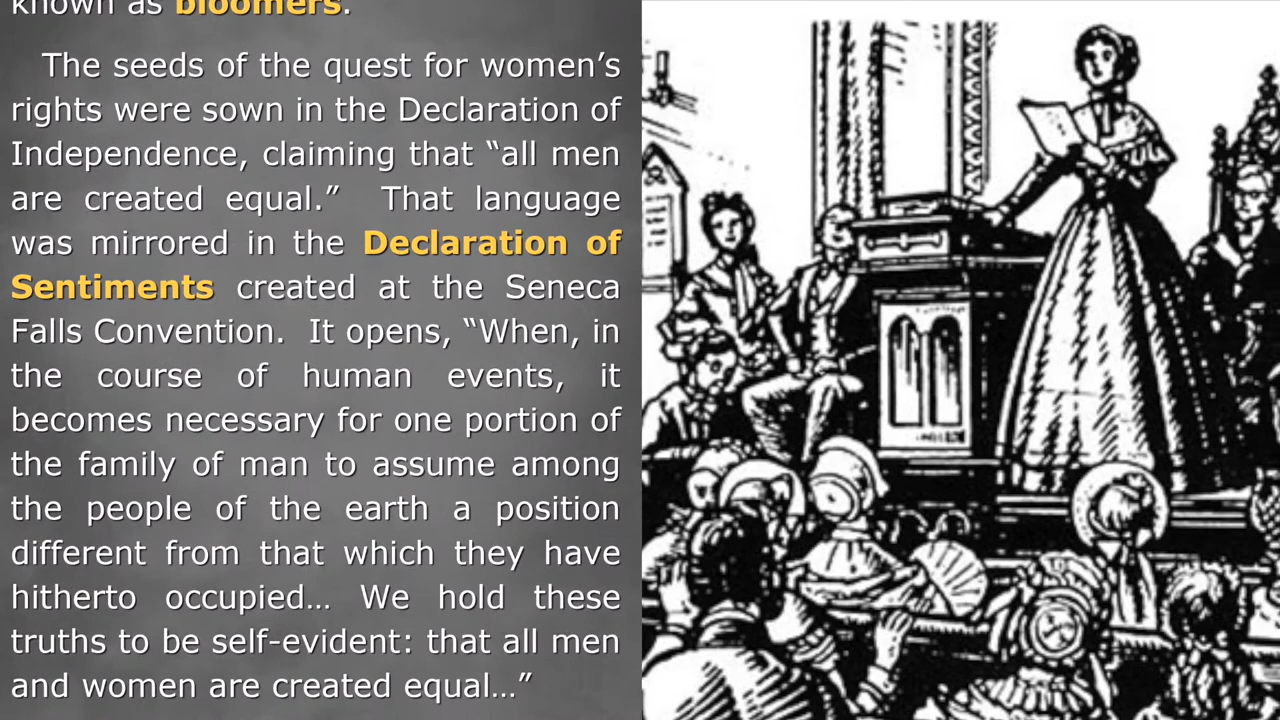 known as bloomers.
The seeds of the quest for women’s
rights were sown in the Declaration of
Independence, claiming that “all men
are created equal.” That language
was mirrored in the Declaration of
Sentiments created at the Seneca
Falls Convention. It opens, “When, in
the course of human events, it
becomes necessary for one portion of
the family of man to assume among
the people of the earth a position
different from that which they have
hitherto occupied… We hold these
truths to be self-evident: that all men
and women are created equal…”